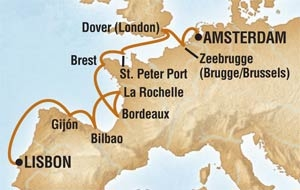 Dover (London)
AMSTERDAM
Zeebrugge
(Brugge/Brussels)
Brest
St. Peter Port
La Rochelle
Bordeaux
Gijón
Bilbao
LISBON